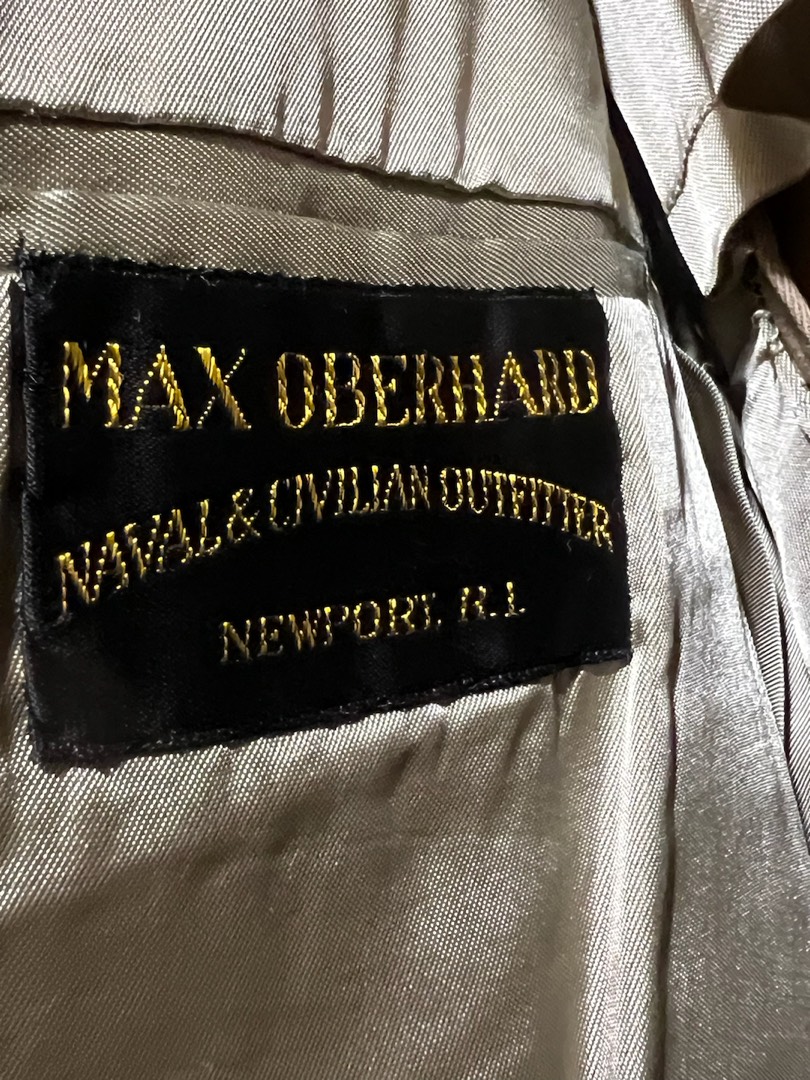 MAX OBERHARD
NAVAL & CIVILIAN OUTFITTER
NEWPORT, R.I.